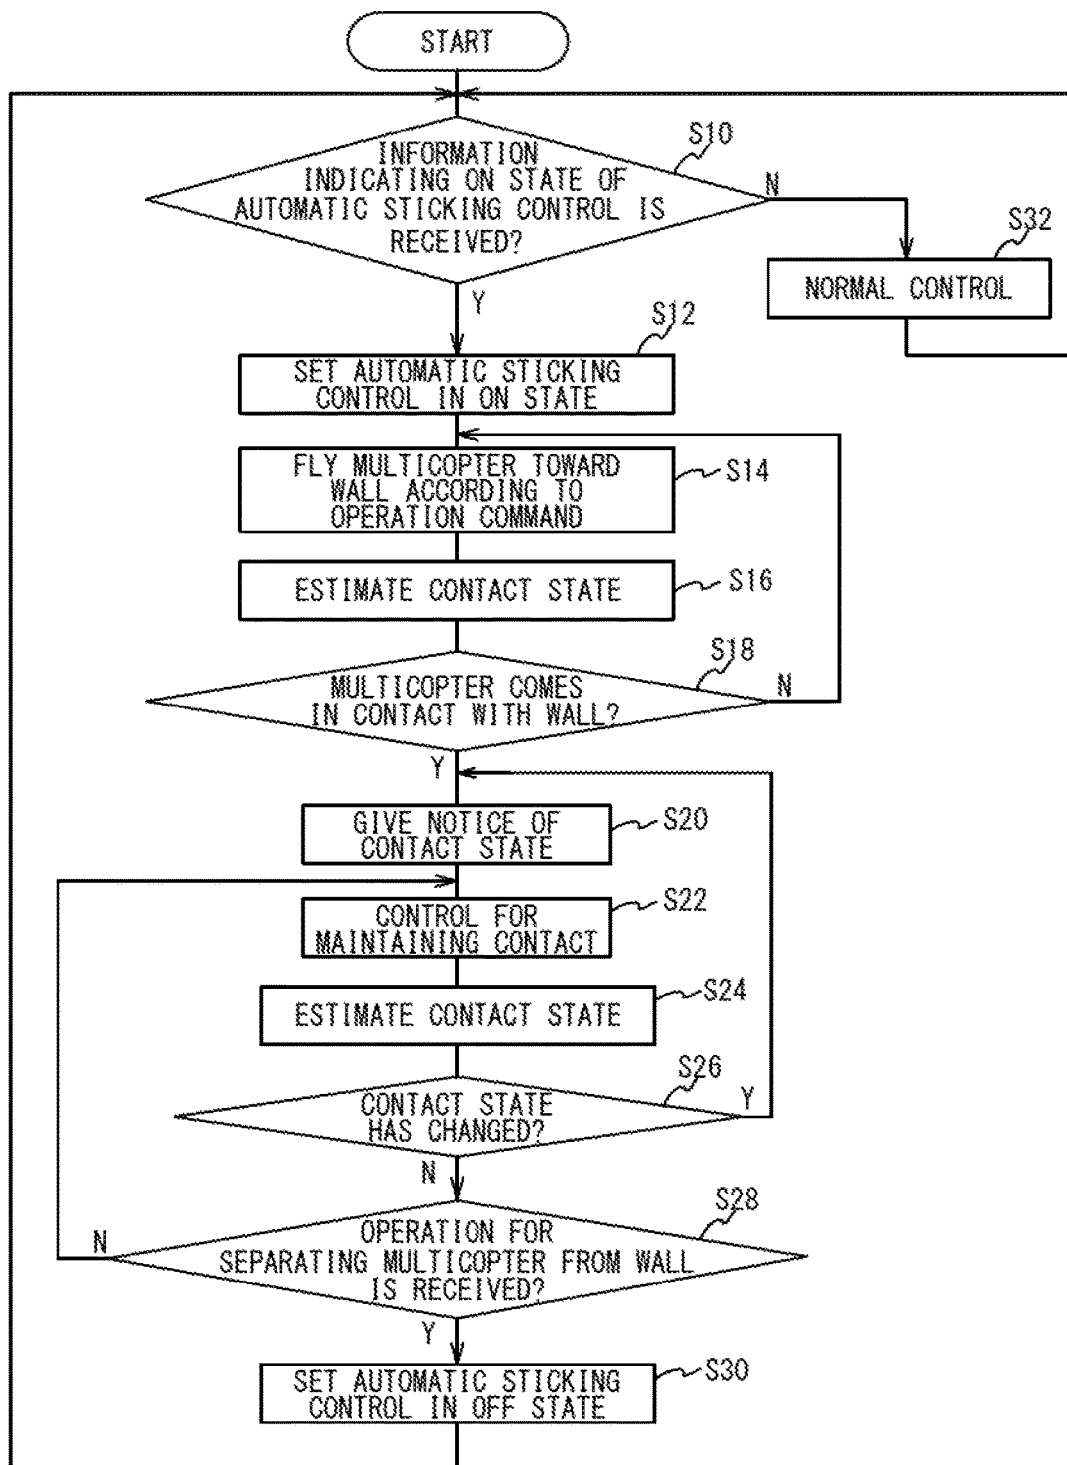 START
S10
INFORMATION
INDICATING ON STATE OF
AUTOMATIC STICKING CONTROL IS
RECEIVED?
N
S32
NORMAL CONTROL
Y
S12
SET AUTOMATIC STICKING
CONTROL IN ON STATE
FLY MULTICOPTER TOWARD
WALL ACCORDING TO
OPERATION COMMAND
S14
ESTIMATE CONTACT STATE
S16
S18
MULTICOPTER COMES
IN CONTACT WITH WALL?
N
Y
GIVE NOTICE OF
CONTACT STATE
S20
CONTROL FOR
MAINTAINING CONTACT
S22
ESTIMATE CONTACT STATE
S24
S26
CONTACT STATE
HAS CHANGED?
Y
N
S28
OPERATION FOR
SEPARATING MULTICOPTER FROM WALL
IS RECEIVED?
N
Y
SET AUTOMATIC STICKING
CONTROL IN OFF STATE
S30